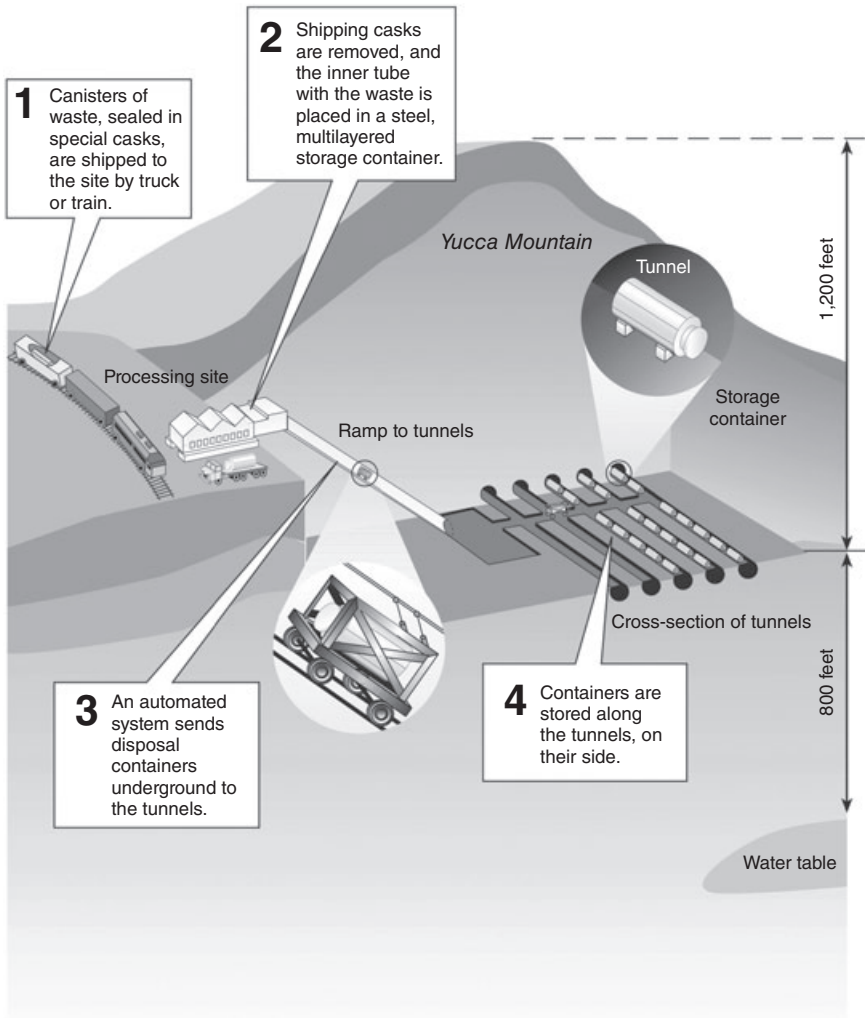 1
Canisters of
waste, sealed in
special casks,
are shipped to
the site by truck
or train.
2
Shipping casks
are removed, and
the inner tube
with the waste is
placed in a steel,
multilayered
storage container.
Yucca Mountain
Tunnel
1,200 feet
Processing site
Storage
container
Ramp to tunnels
Cross-section of tunnels
3
An automated
system sends
disposal
containers
underground to
the tunnels.
4
Containers are
stored along
the tunnels, on
their side.
800 feet
Water table